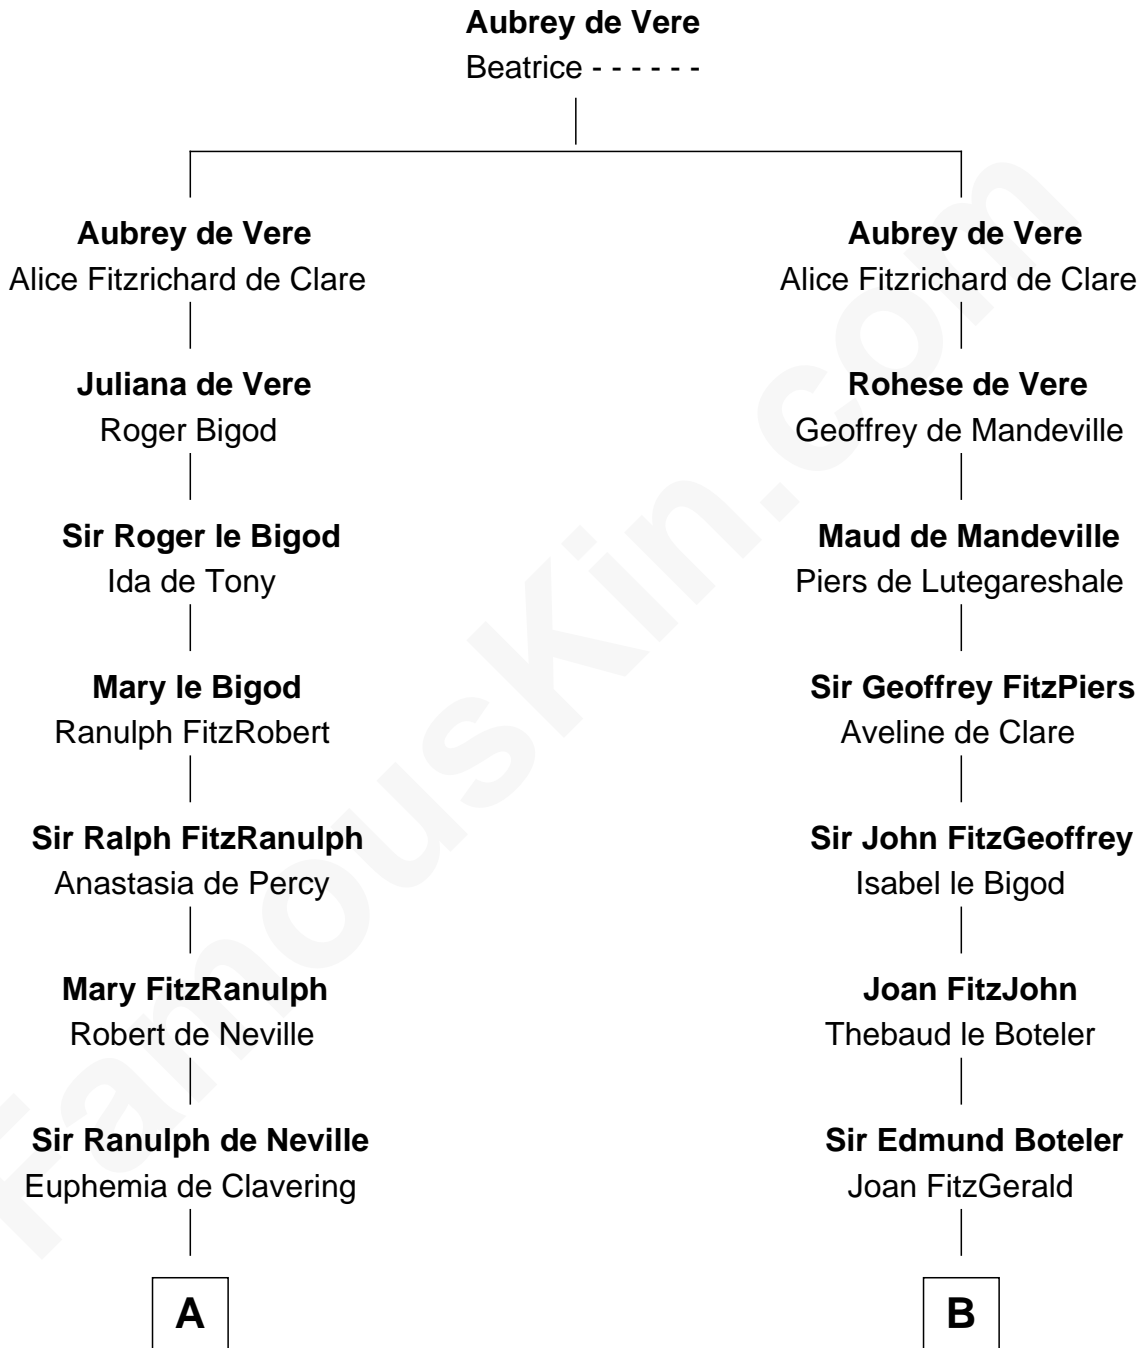 Aubrey de Vere
Beatrice - - - - - -
Aubrey de Vere
Alice Fitzrichard de Clare
Juliana de Vere
Roger Bigod
Sir Roger le Bigod
Ida de Tony
Mary le Bigod
Ranulph FitzRobert
Sir Ralph FitzRanulph
Anastasia de Percy
Mary FitzRanulph
Robert de Neville
Sir Ranulph de Neville
Euphemia de Clavering
A
Aubrey de Vere
Alice Fitzrichard de Clare
Rohese de Vere
Geoffrey de Mandeville
Maud de Mandeville
Piers de Lutegareshale
Sir Geoffrey FitzPiers
Aveline de Clare
Sir John FitzGeoffrey
Isabel le Bigod
Joan FitzJohn
Thebaud le Boteler
Sir Edmund Boteler
Joan FitzGerald
B
FamousKin.com